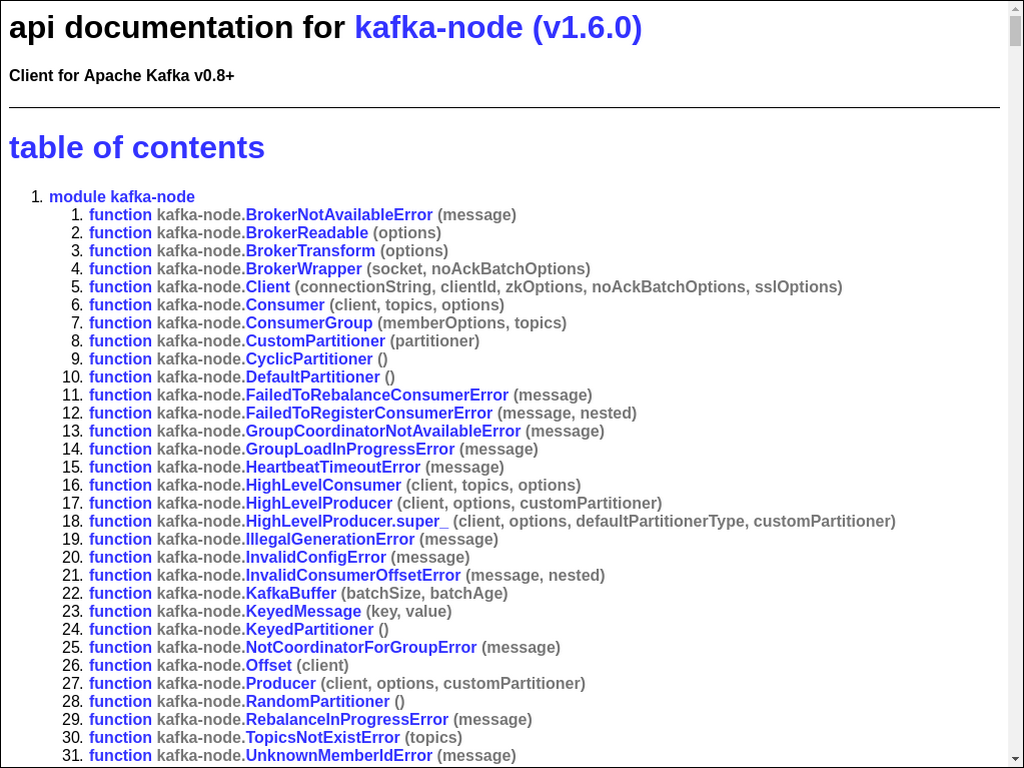 api documentation for kafka-node (v1.6.0)
Client for Apache Kafka v0.8+
table of contents
1. module kafka-node
1. function kafka-node.BrokerNotAvailableError (message)
2. function kafka-node.BrokerReadable (options)
3. function kafka-node.BrokerTransform (options)
4. function kafka-node.BrokerWrapper (socket, noAckBatchOptions)
5. function kafka-node.Client (connectionString, clientId, zkOptions, noAckBatchOptions, sslOptions)
6. function kafka-node.Consumer (client, topics, options)
7. function kafka-node.ConsumerGroup (memberOptions, topics)
8. function kafka-node.CustomPartitioner (partitioner)
9. function kafka-node.CyclicPartitioner ()
10. function kafka-node.DefaultPartitioner ()
11. function kafka-node.FailedToRebalanceConsumerError (message)
12. function kafka-node.FailedToRegisterConsumerError (message, nested)
13. function kafka-node.GroupCoordinatorNotAvailableError (message)
14. function kafka-node.GroupLoadInProgressError (message)
15. function kafka-node.HeartbeatTimeoutError (message)
16. function kafka-node.HighLevelConsumer (client, topics, options)
17. function kafka-node.HighLevelProducer (client, options, customPartitioner)
18. function kafka-node.HighLevelProducer.super_ (client, options, defaultPartitionerType, customPartitioner)
19. function kafka-node.IllegalGenerationError (message)
20. function kafka-node.InvalidConfigError (message)
21. function kafka-node.InvalidConsumerOffsetError (message, nested)
22. function kafka-node.KafkaBuffer (batchSize, batchAge)
23. function kafka-node.KeyedMessage (key, value)
24. function kafka-node.KeyedPartitioner ()
25. function kafka-node.NotCoordinatorForGroupError (message)
26. function kafka-node.Offset (client)
27. function kafka-node.Producer (client, options, customPartitioner)
28. function kafka-node.RandomPartitioner ()
29. function kafka-node.RebalanceInProgressError (message)
30. function kafka-node.TopicsNotExistError (topics)
31. function kafka-node.UnknownMemberIdError (message)